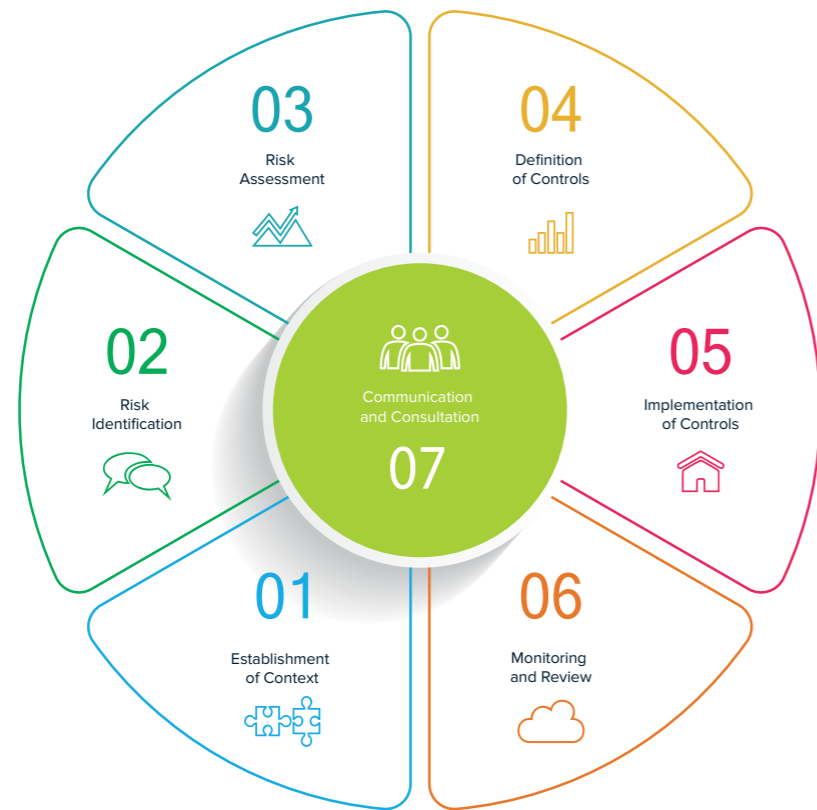 03
Risk
Assessment
04
Definition
of Controls
02
Risk
Identification
Communication
and Consultation
07
05
Implementation
of Controls
01
Establishment
of Context
06
Monitoring
and Review